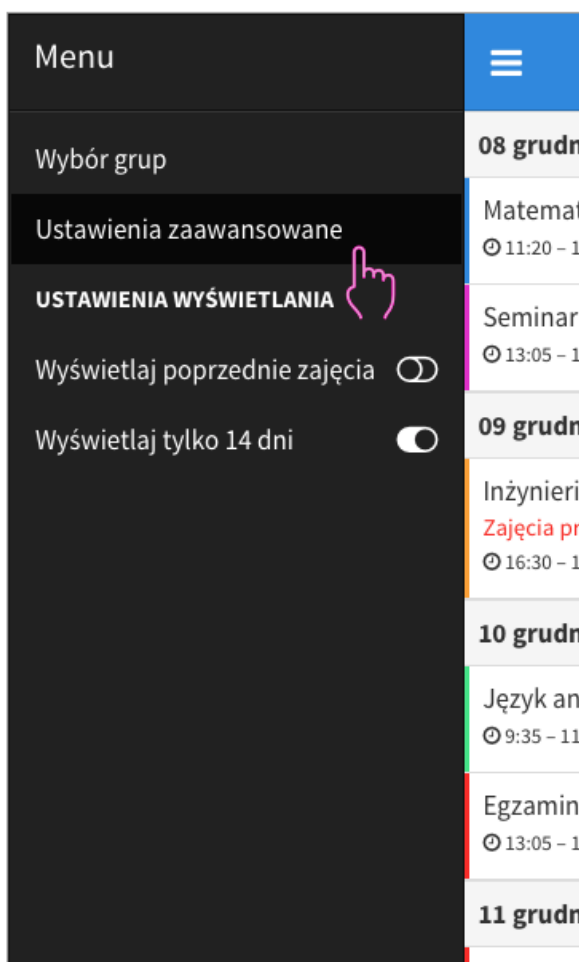 Menu
Wybór grup
Ustawienia zaawansowane
USTAWIENIA WYŚWIETLANIA
Wyświetlaj poprzednie zajęcia
Wyświetlaj tylko 14 dni
08 grudn
Matemat
11:20 – 1
Seminar
13:05 – 1
09 grudn
Inżynieri
Zajęcia pr
16:30 – 1
10 grudn
Język an
9:35 – 11
Egzamin
13:05 – 1
11 grudn